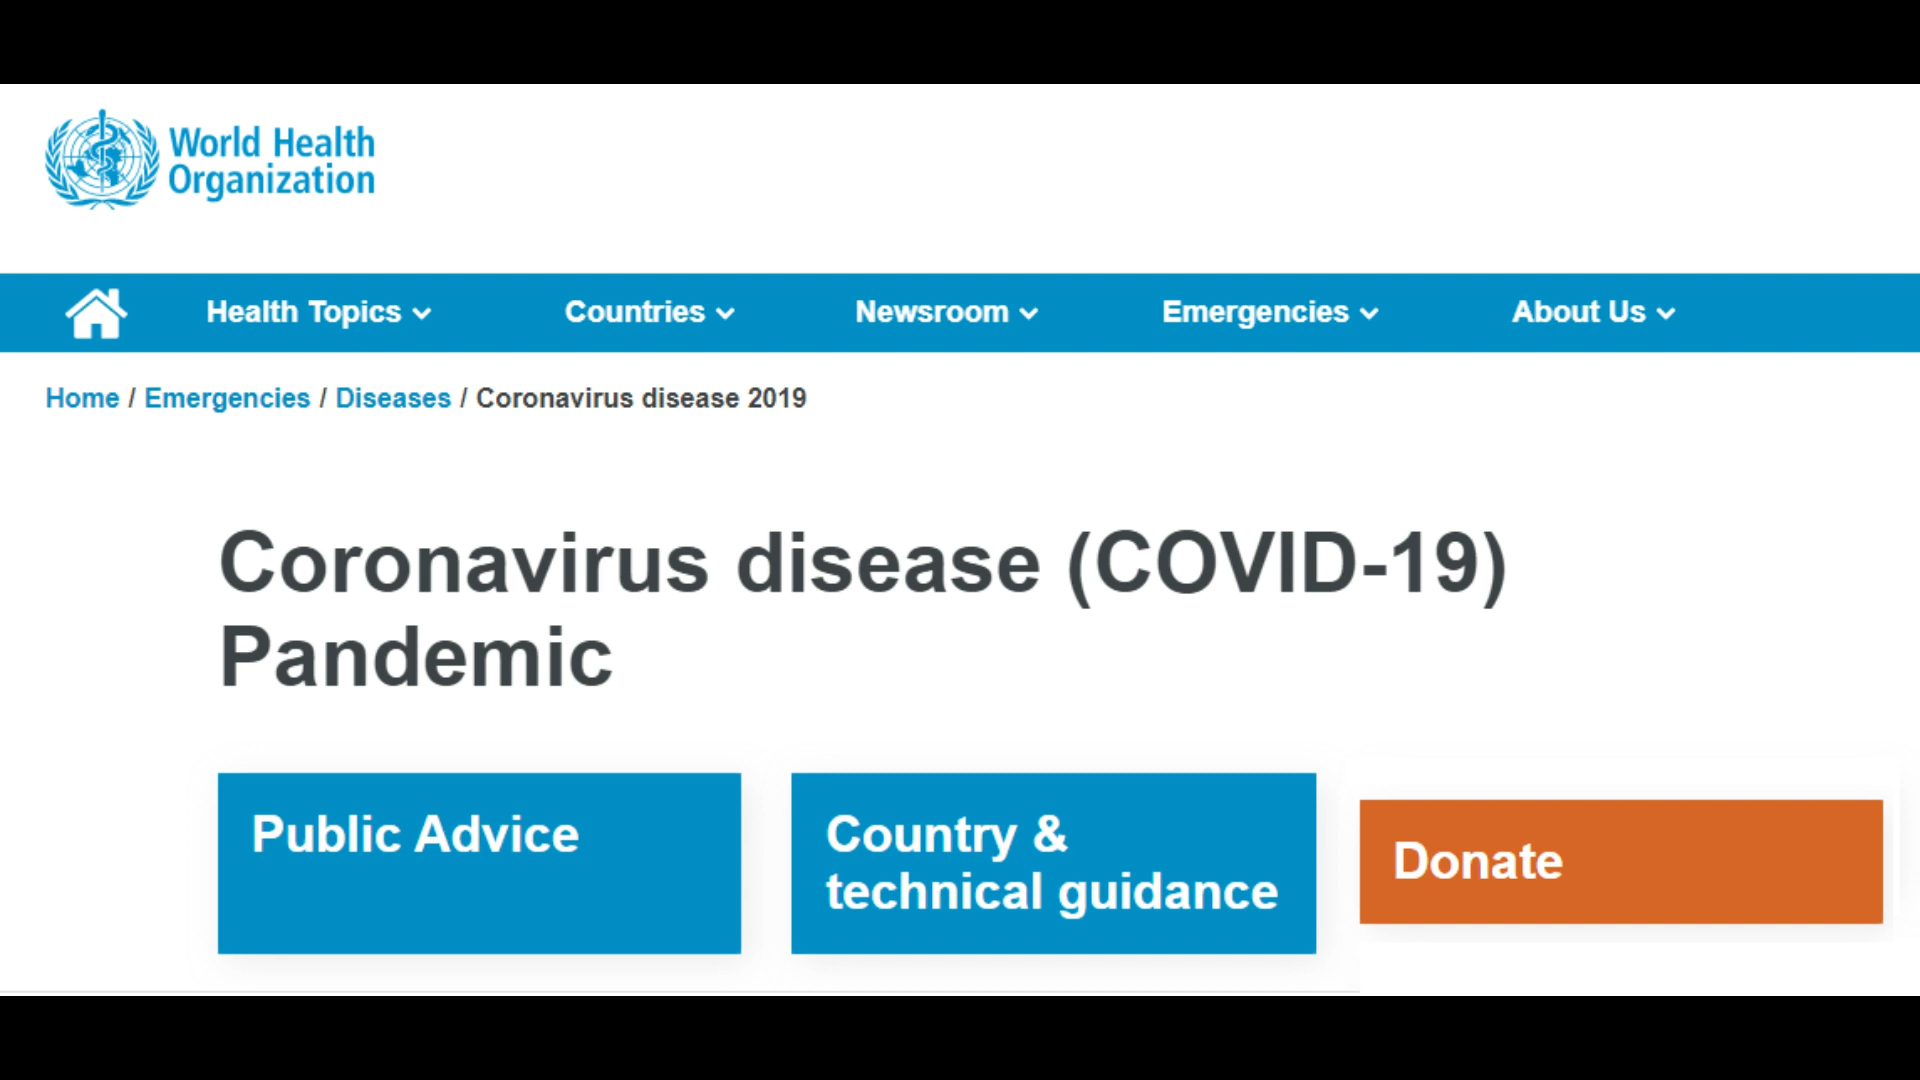 World Health
Organization
Health Topics Countries Newsroom Emergencies About Us
Home / Emergencies / Diseases / Coronavirus disease 2019
Coronavirus disease (COVID-19)
Pandemic
Public Advice
Country &
technical guidance
Donate